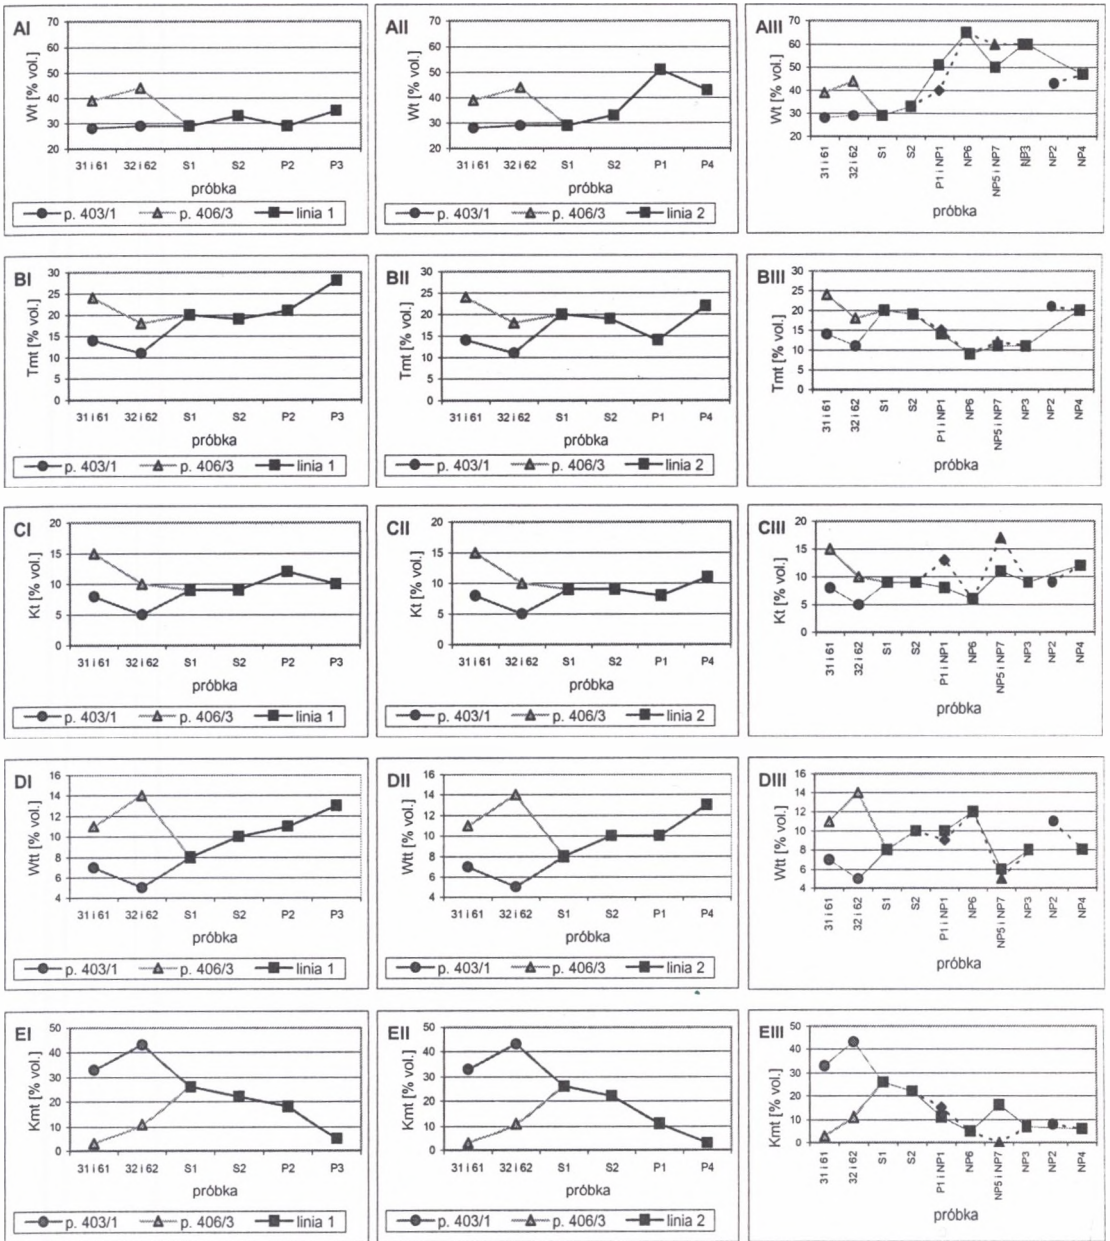 AI
Wt [% vol.]
70
60
50
40
30
20
31 i 61 32 i 62 S1 S2 P2 P3
próbka
p. 403/1 p. 406/3 linia 1
AII
Wt [% vol.]
70
60
50
40
30
20
31 i 61 32 i 62 S1 S2 P1 P4
próbka
p. 403/1 p. 406/3 linia 2
AIII
Wt [% vol.]
70
60
50
40
30
20
31 i 61 32 i 62 S1 S2 P1 i NP1 NP6 NP5 i NP7 NP3 NP2 NP4
próbka
BI
Tmt [% vol.]
30
25
20
15
10
5
0
31 i 61 32 i 62 S1 S2 P2 P3
próbka
p. 403/1 p. 406/3 linia 1
BII
Tmt [% vol.]
30
25
20
15
10
5
0
31 i 61 32 i 62 S1 S2 P1 P4
próbka
p. 403/1 p. 406/3 linia 2
BIII
Tmt [% vol.]
30
25
20
15
10
5
0
31 i 61 32 i 62 S1 S2 P1 i NP1 NP6 NP5 i NP7 NP3 NP2 NP4
próbka
CI
Kt [% vol.]
20
15
10
5
0
31 i 61 32 i 62 S1 S2 P2 P3
próbka
p. 403/1 p. 406/3 linia 1
CII
Kt [% vol.]
20
15
10
5
0
31 i 61 32 i 62 S1 S2 P1 P4
próbka
p. 403/1 p. 406/3 linia 2
CIII
Kt [% vol.]
20
15
10
5
0
31 i 61 32 i 62 S1 S2 P1 i NP1 NP6 NP5 i NP7 NP3 NP2 NP4
próbka
DI
Wtt [% vol.]
16
14
12
10
8
6
4
31 i 61 32 i 62 S1 S2 P2 P3
próbka
p. 403/1 p. 406/3 linia 1
DII
Wtt [% vol.]
16
14
12
10
8
6
4
31 i 61 32 i 62 S1 S2 P1 P4
próbka
p. 403/1 p. 406/3 linia 2
DIII
Wtt [% vol.]
16
14
12
10
8
6
4
31 i 61 32 i 62 S1 S2 P1 i NP1 NP6 NP5 i NP7 NP3 NP2 NP4
próbka
EI
Kmt [% vol.]
50
40
30
20
10
0
31 i 61 32 i 62 S1 S2 P2 P3
próbka
p. 403/1 p. 406/3 linia 1
EII
Kmt [% vol.]
50
40
30
20
10
0
31 i 61 32 i 62 S1 S2 P1 P4
próbka
p. 403/1 p. 406/3 linia 2
EIII
Kmt [% vol.]
50
40
30
20
10
0
31 i 61 32 i 62 S1 S2 P1 i NP1 NP6 NP5 i NP7 NP3 NP2 NP4
próbka